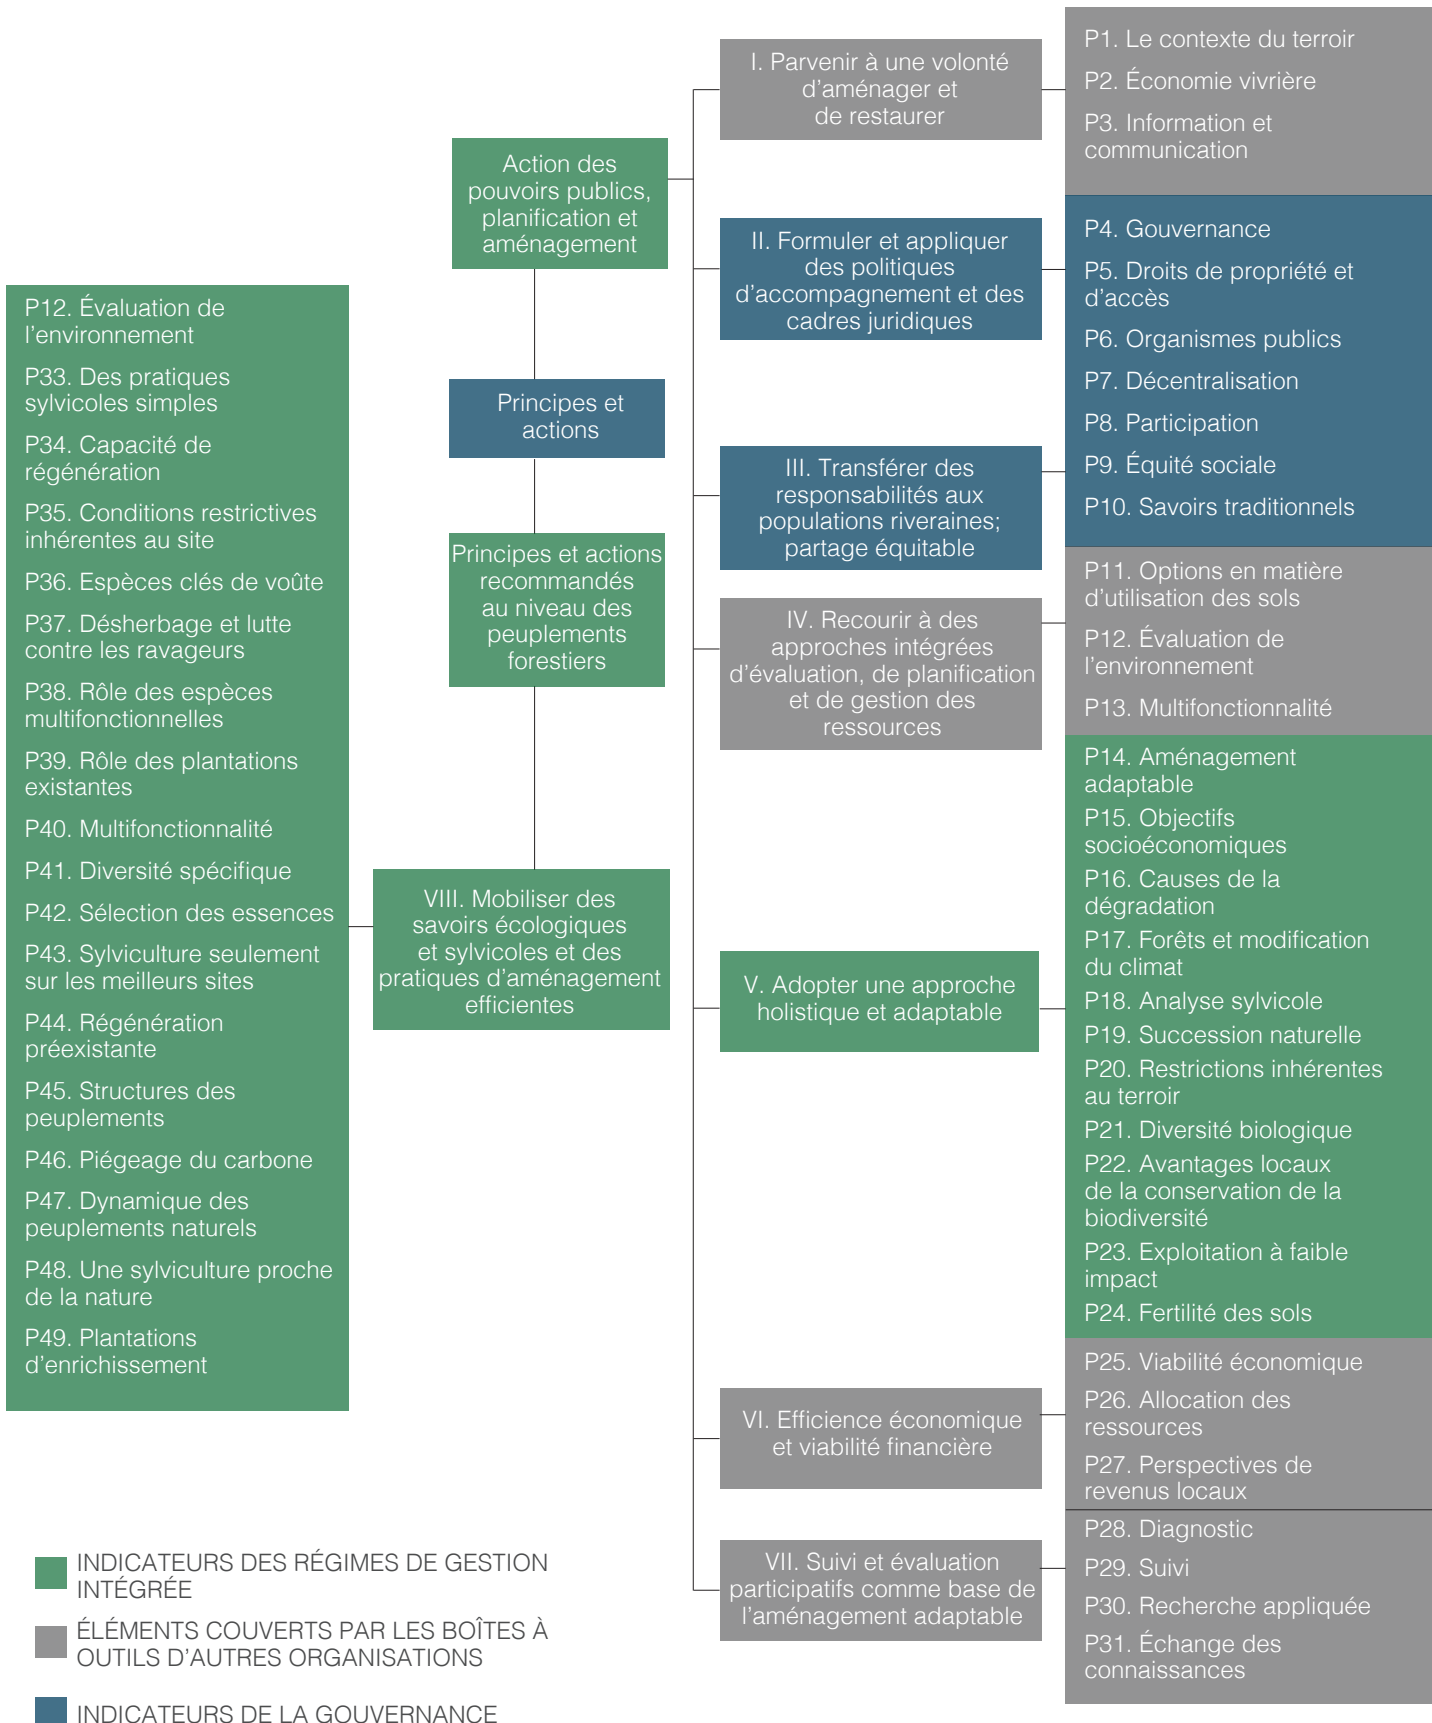 I. Parvenir à une volonté
d’aménager et
de restaurer
P1. Le contexte du terroir
P2. Économie vivrière
P3. Information et
communication
Action des
pouvoirs publics,
planification et
aménagement
II. Formuler et appliquer
des politiques
d’accompagnement et des
cadres juridiques
P4. Gouvernance
P5. Droits de propriété et
d’accès
P6. Organismes publics
P7. Décentralisation
P8. Participation
P9. Équité sociale
P10. Savoirs traditionnels
Principes et
actions
III. Transférer des
responsabilités aux
populations riveraines;
partage équitable
Principes et actions
recommandés
au niveau des
peuplements
forestiers
IV. Recourir à des
approches intégrées
d’évaluation, de planification
et de gestion des
ressources
P11. Options en matière
d’utilisation des sols
P12. Évaluation de
l’environnement
P13. Multifonctionnalité
P12. Évaluation de
l’environnement
P33. Des pratiques
sylvicoles simples
P34. Capacité de
régénération
P35. Conditions restrictives
inhérentes au site
P36. Espèces clés de voûte
P37. Désherbage et lutte
contre les ravageurs
P38. Rôle des espèces
multifonctionnelles
P39. Rôle des plantations
existantes
P40. Multifonctionnalité
P41. Diversité spécifique
P42. Sélection des essences
P43. Sylviculture seulement
sur les meilleurs sites
P44. Régénération
préexistante
P45. Structures des
peuplements
P46. Piégeage du carbone
P47. Dynamique des
peuplements naturels
P48. Une sylviculture proche
de la nature
P49. Plantations
d’enrichissement
VIII. Mobiliser des
savoirs écologiques
et sylvicoles et des
pratiques d’aménagement
efficientes
V. Adopter une approche
holistique et adaptable
P14. Aménagement
adaptable
P15. Objectifs
socioéconomiques
P16. Causes de la
dégradation
P17. Forêts et modification
du climat
P18. Analyse sylvicole
P19. Succession naturelle
P20. Restrictions inhérentes
au terroir
P21. Diversité biologique
P22. Avantages locaux
de la conservation de la
biodiversité
P23. Exploitation à faible
impact
P24. Fertilité des sols
VI. Efficience économique
et viabilité financière
P25. Viabilité économique
P26. Allocation des
ressources
P27. Perspectives de
revenus locaux
VII. Suivi et évaluation
participatifs comme base de
l’aménagement adaptable
P28. Diagnostic
P29. Suivi
P30. Recherche appliquée
P31. Échange des
connaissances
INDICATEURS DES RÉGIMES DE GESTION
INTÉGRÉE
ÉLÉMENTS COUVERTS PAR LES BOÎTES À
OUTILS D’AUTRES ORGANISATIONS
INDICATEURS DE LA GOUVERNANCE